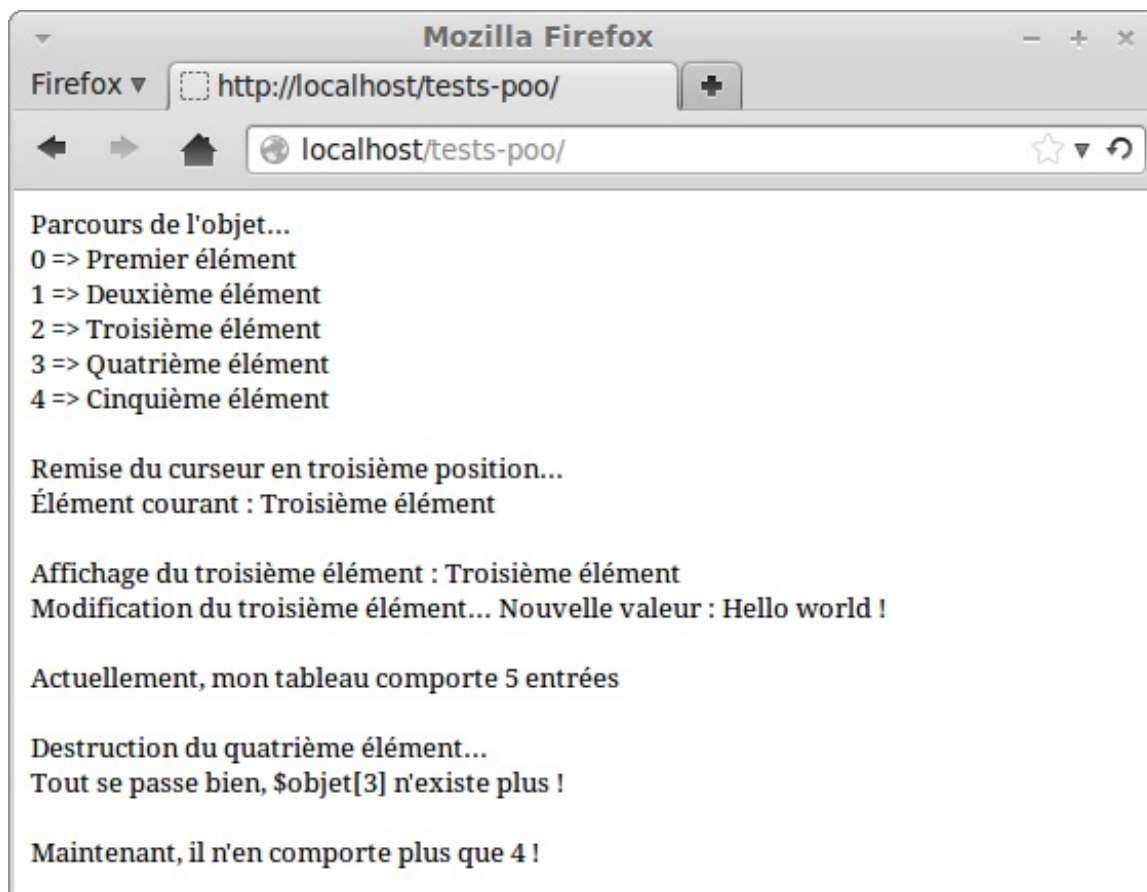 Mozilla Firefox
Firefox
http://localhost/tests-poo/
localhost/tests-poo/
Parcours de l'objet...
0 => Premier élément
1 => Deuxième élément
2 => Troisième élément
3 => Quatrième élément
4 => Cinquième élément
Remise du curseur en troisième position...
Élément courant : Troisième élément
Affichage du troisième élément : Troisième élément
Modification du troisième élément... Nouvelle valeur : Hello world !
Actuellement, mon tableau comporte 5 entrées
Destruction du quatrième élément...
Tout se passe bien, $objet[3] n'existe plus !
Maintenant, il n'en comporte plus que 4 !